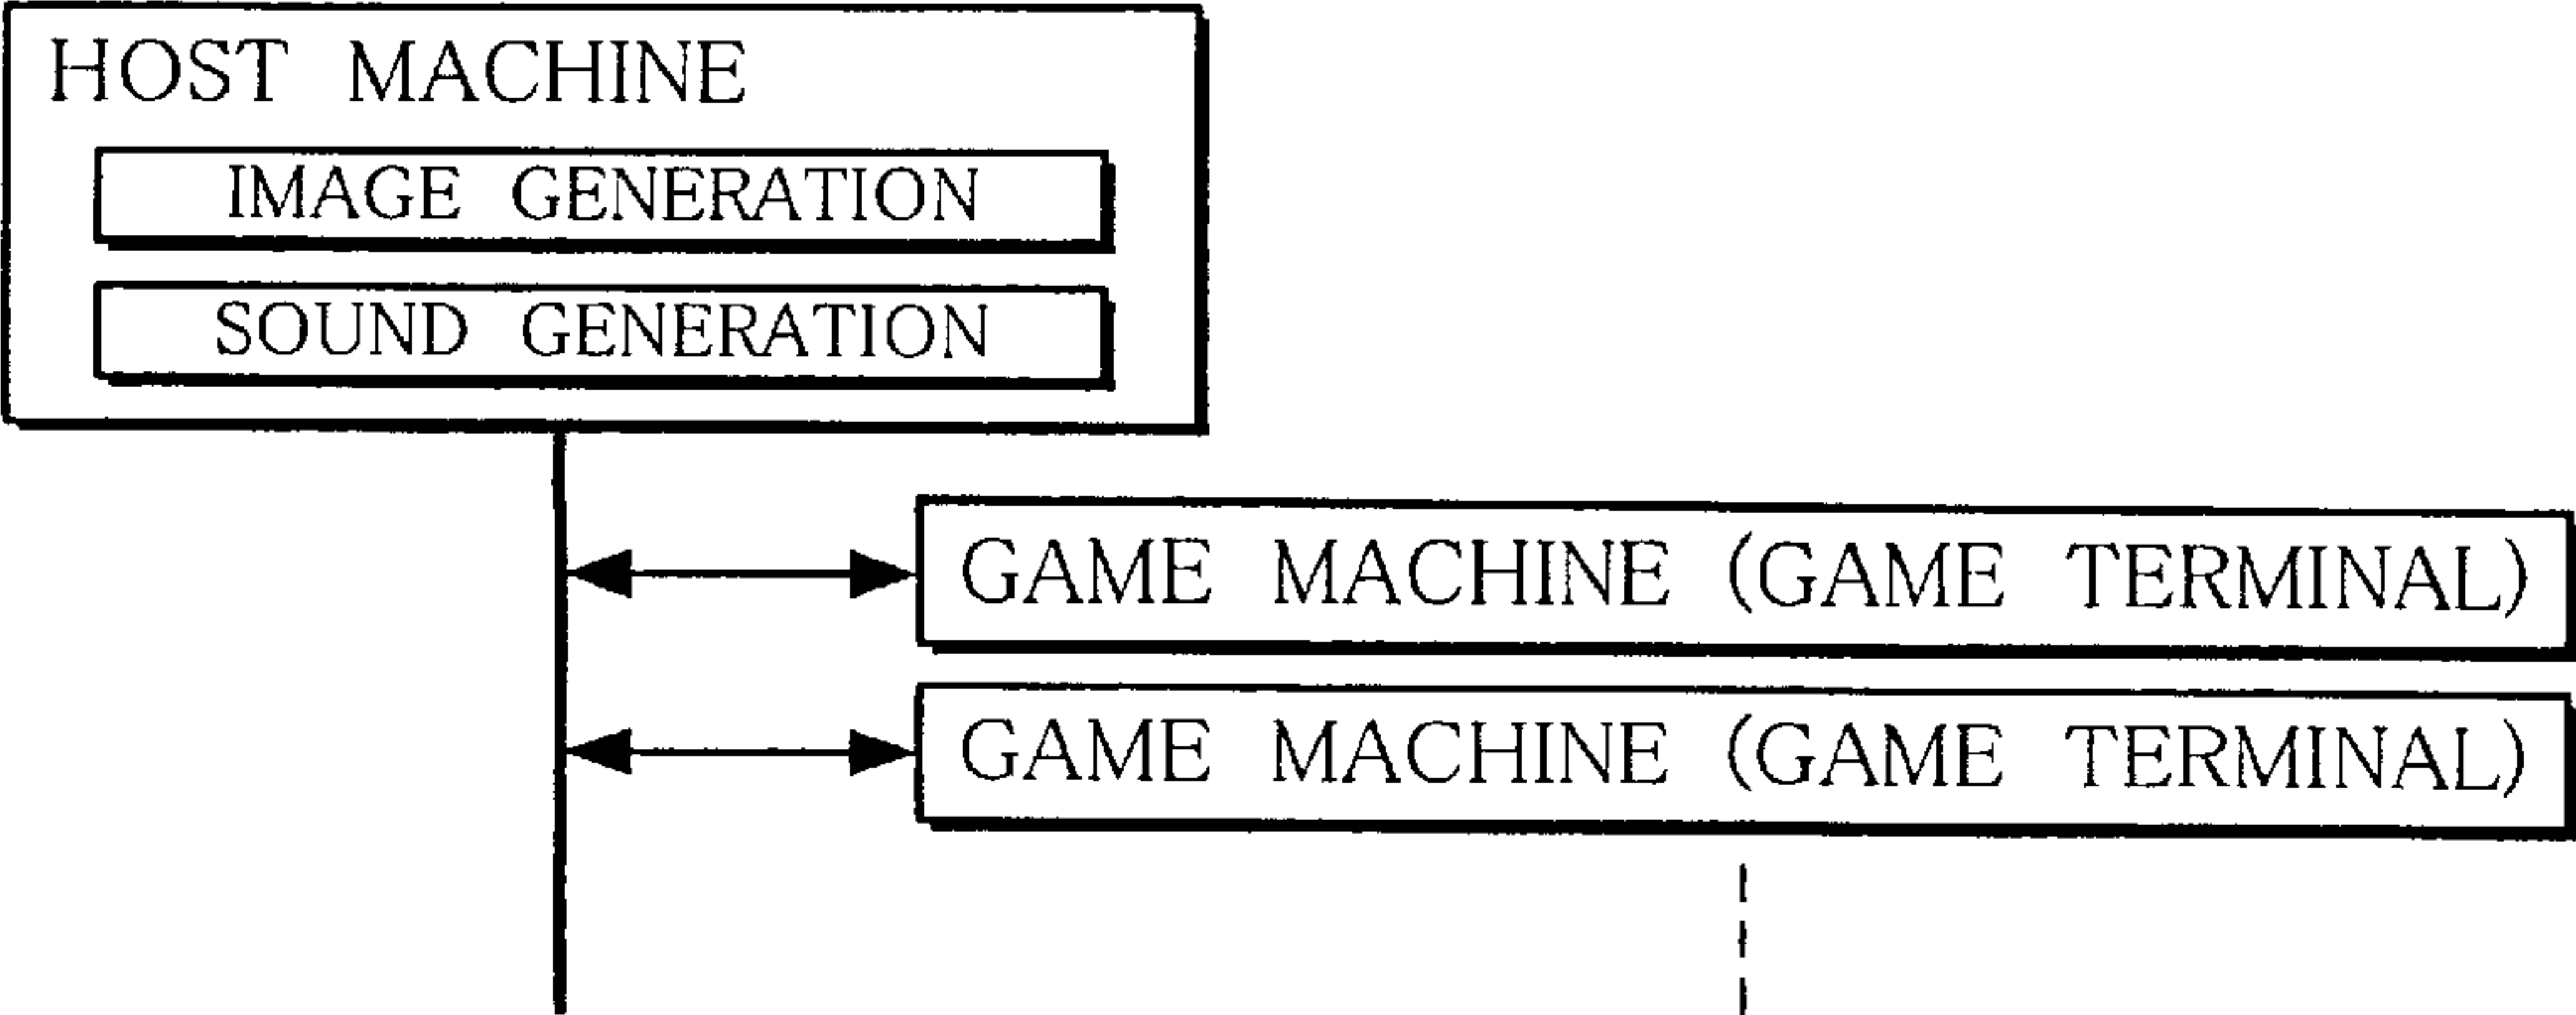 HOST MACHINE
IMAGE GENERATION
SOUND GENERATION
GAME MACHINE (GAME TERMINAL)
GAME MACHINE (GAME TERMINAL)